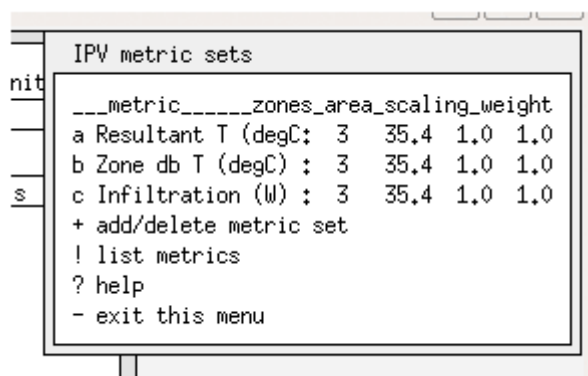 IPV metric sets
nit
___metric______zones_area_scaling_weight
a Resultant T (degC: 3 35.4 1.0 1.0
b Zone db T (degC) : 3 35.4 1.0 1.0
s
c Infiltration (W) : 3 35.4 1.0 1.0
+ add/delete metric set
! list metrics
? help
- exit this menu